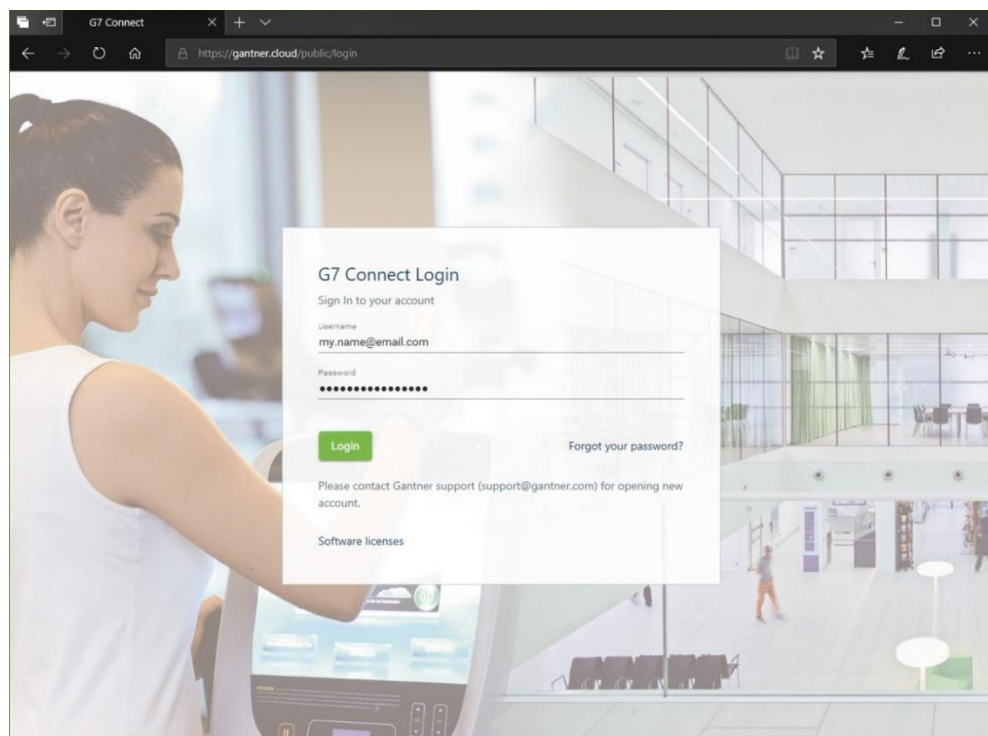 G7 Connect
https://gantner.cloud/public/login
G7 Connect Login
Sign In to your account
Username
my.name@email.com
Password
Login
Forgot your password?
Please contact Gantner support (support@gantner.com) for opening new
account.
Software licenses